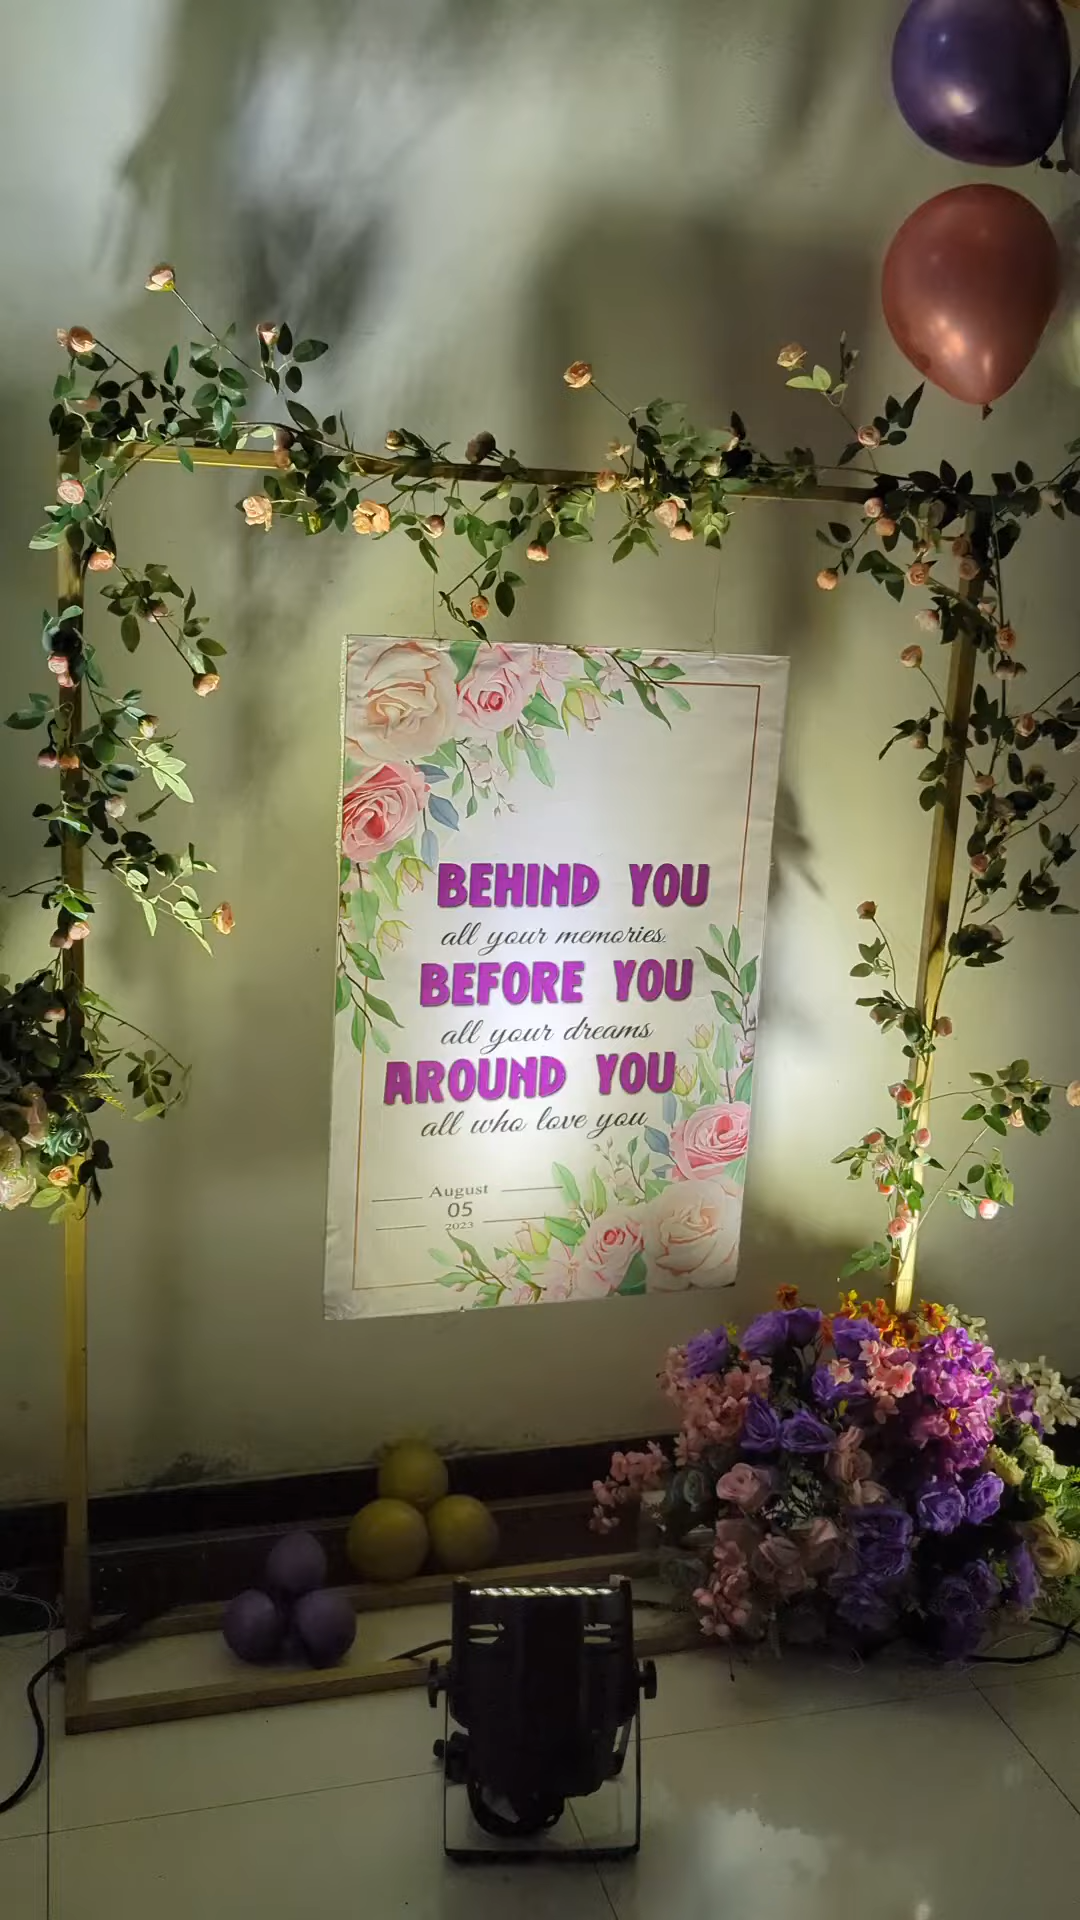 BEHIND YOU
all your memories.
BEFORE YOU
all your dreams
AROUND YOU
all who love you
August
05
2023